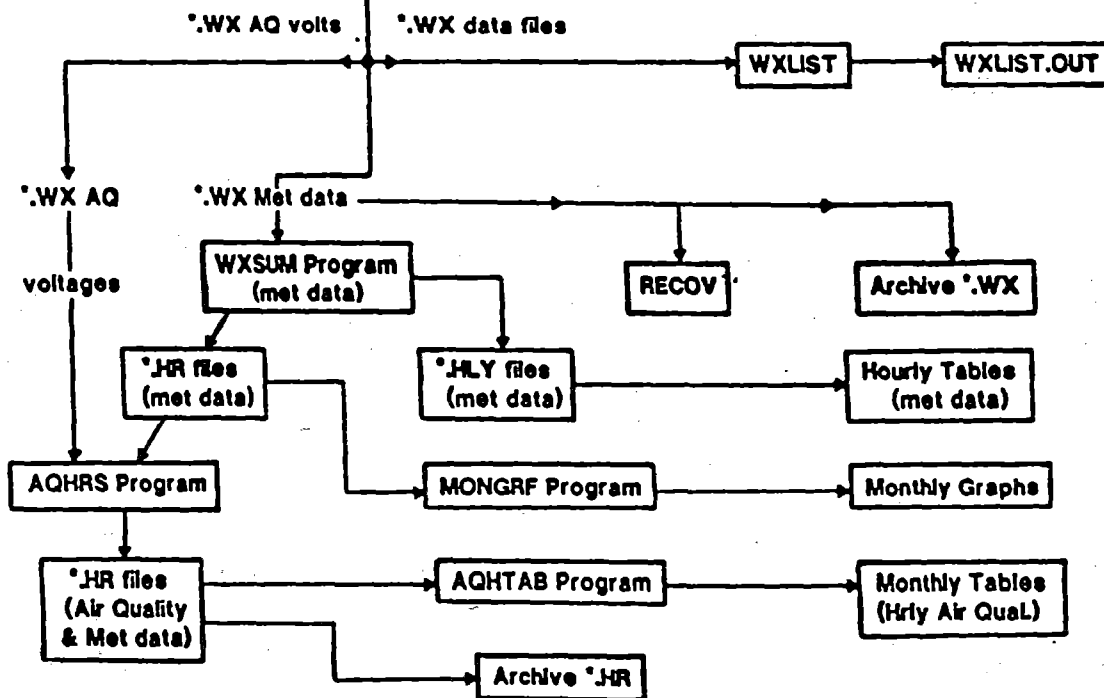 *.WX AQ volts
*.WX data files
WXLIST
WXLIST.OUT
*.WX AQ
voltages
*.WX Met data
WXSUM Program
(met data)
RECOV
Archive *.WX
*.HR files
(met data)
*.HLY files
(met data)
Hourly Tables
(met data)
AQHRS Program
MONGRF Program
Monthly Graphs
*.HR files
(Air Quality
& Met data)
AQHTAB Program
Monthly Tables
(Hrly Air Qual.)
Archive *.HR